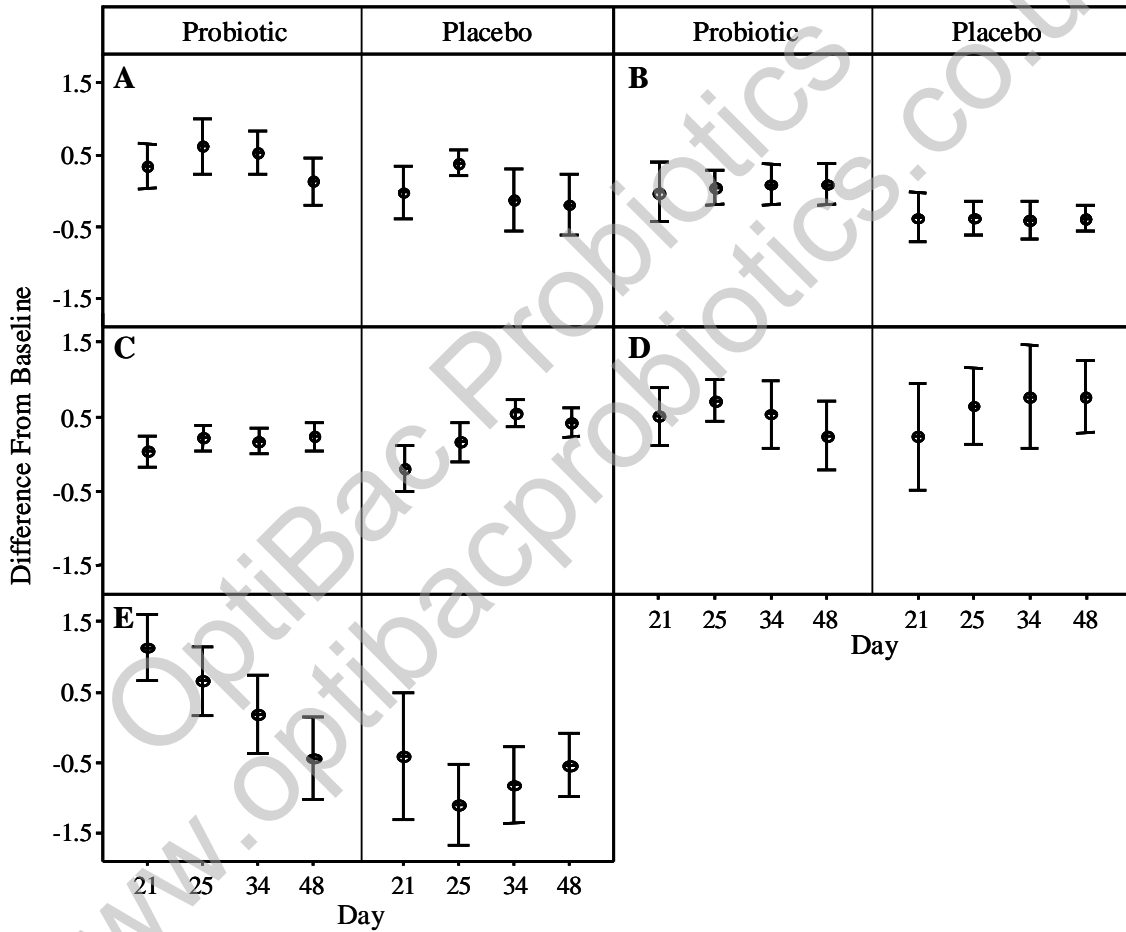 Probiotic Placebo Probiotic Placebo
A B
1.5
0.5
-0.5
-1.5
C D
1.5
0.5
-0.5
-1.5
E
1.5
0.5
-0.5
-1.5
Difference From Baseline
21 25 34 48 21 25 34 48
Day
21 25 34 48 21 25 34 48
Day
OptiBac Probiotics
www.optibacprobiotics.co.u